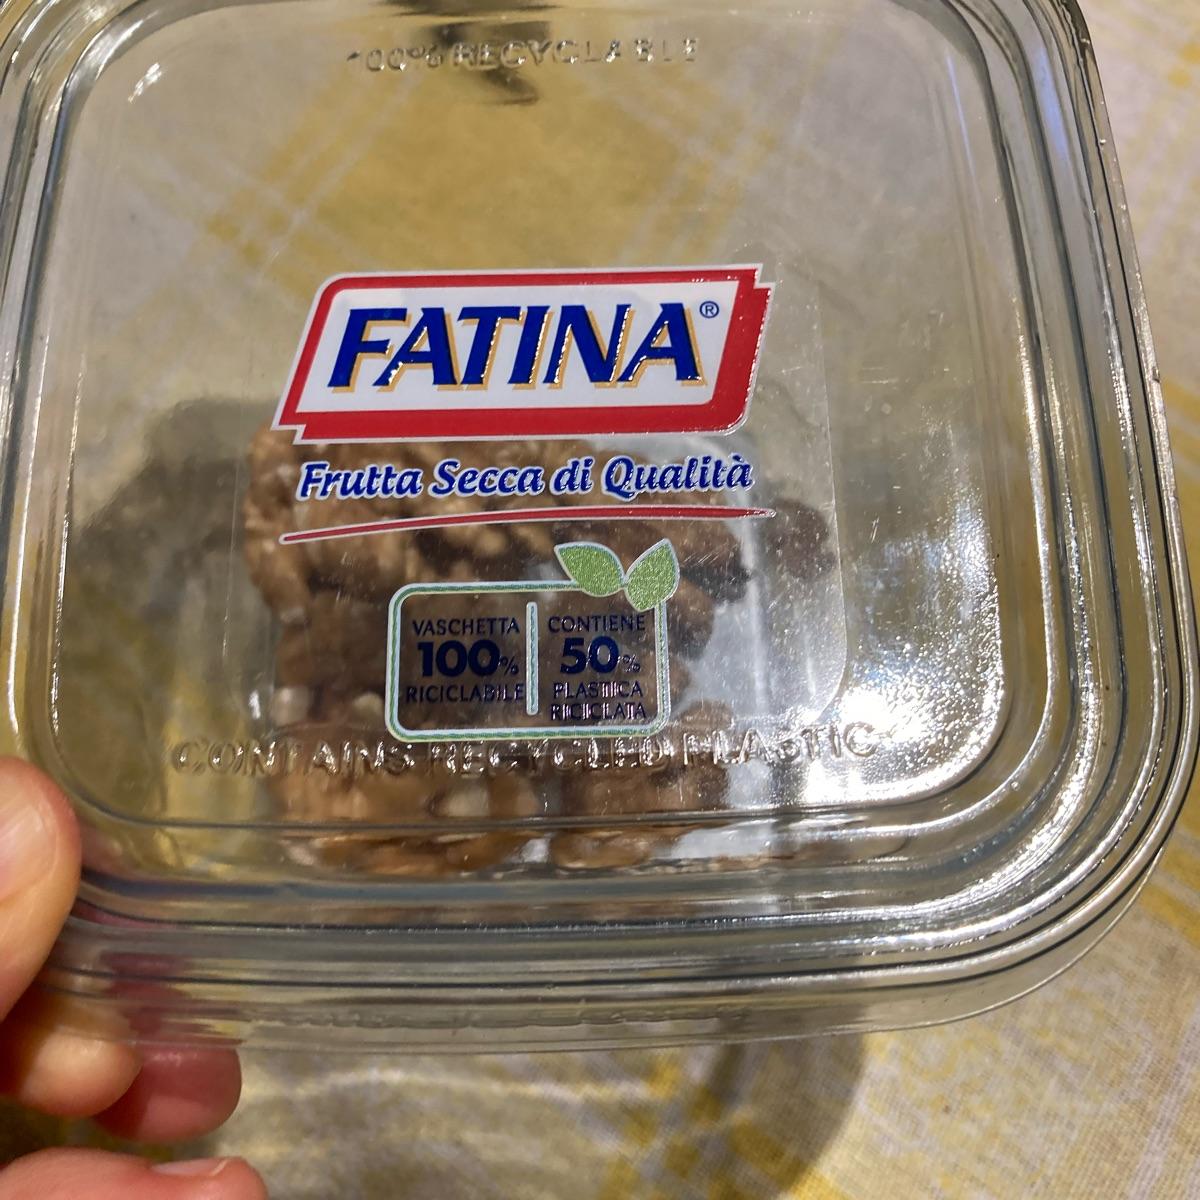 100% RECYCLABLE
FATINA®
Frutta Secca di Qualità
VASCHETTA
100%
RICICLABILE
CONTIENE
50%
PLASTICA
RICICLATA
CONTAINS RECYCLED PLASTIC